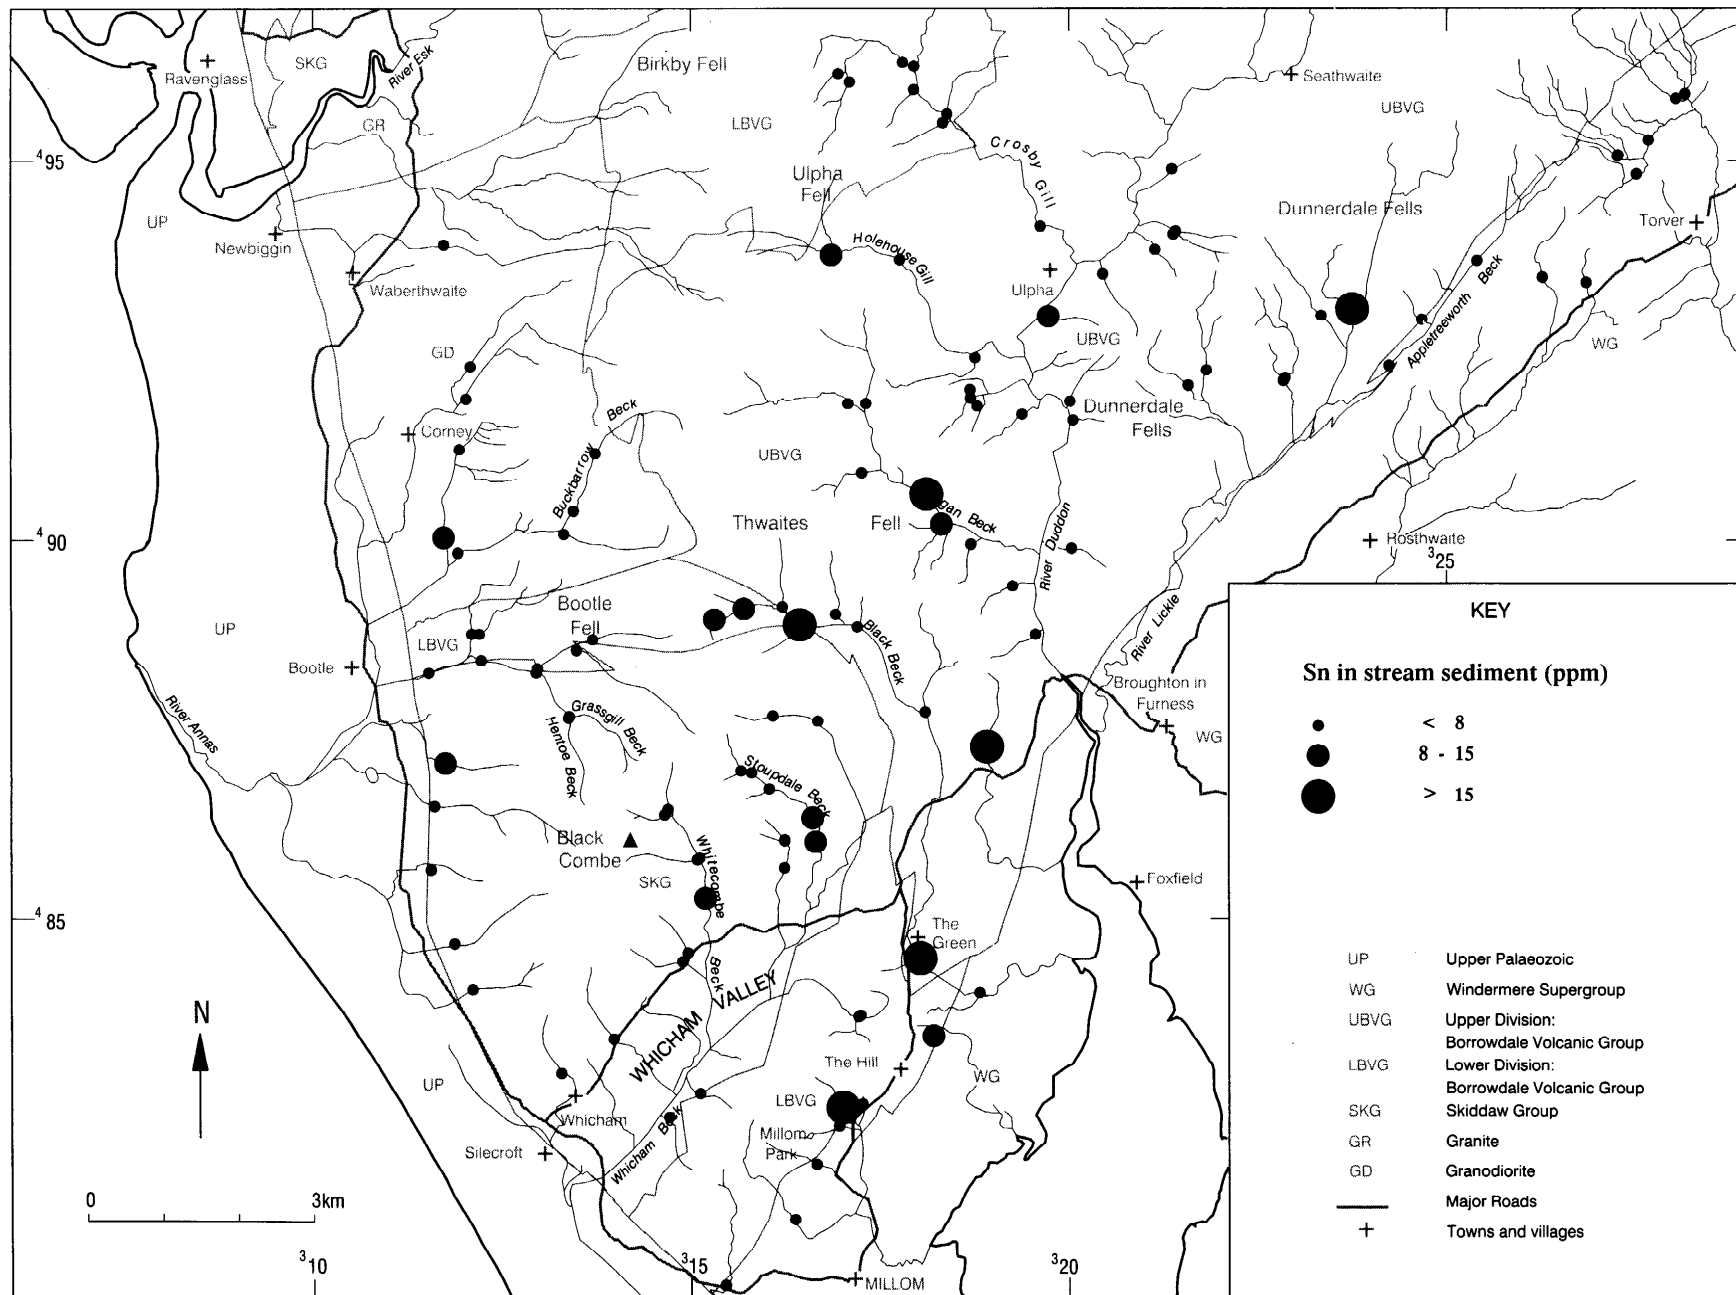 Ravenglass
SKG
River Esk
Birkby Fell
Seathwaite
UBVG
LBVG
GR
Crosby Gill
4 95
Ulpha
Fell
UP
Dunnerdale Fells
Torver
Newbiggin
Holehouse Gill
Waberthwaite
Ulpha
Appletreeworth Beck
UBVG
WG
GD
Dunnerdale
Fells
Corney
Buckbarrow Beck
UBVG
Thwaites
Fell
gan Beck
River Duddon
4 90
Rosthwaite
3 25
Bootle
Fell
UP
LBVG
Black Beck
River Lickle
Bootle
Broughton in
Furness
River Annas
Grassgill Beck
Hentoe Beck
WG
Stoupdale Beck
Black
Combe
Whitecombe Beck
SKG
Foxfield
4 85
The
Green
N
WHICHAM VALLEY
The Hill
UP
WG
LBVG
Whicham
Millom
Park
Silecroft
Whicham Beck
0 3km
3 10
3 15
3 20
MILLOM
KEY
Sn in stream sediment (ppm)
< 8
8 - 15
> 15
UP Upper Palaeozoic
WG Windermere Supergroup
UBVG Upper Division:
Borrowdale Volcanic Group
LBVG Lower Division:
Borrowdale Volcanic Group
SKG Skiddaw Group
GR Granite
GD Granodiorite
Major Roads
Towns and villages